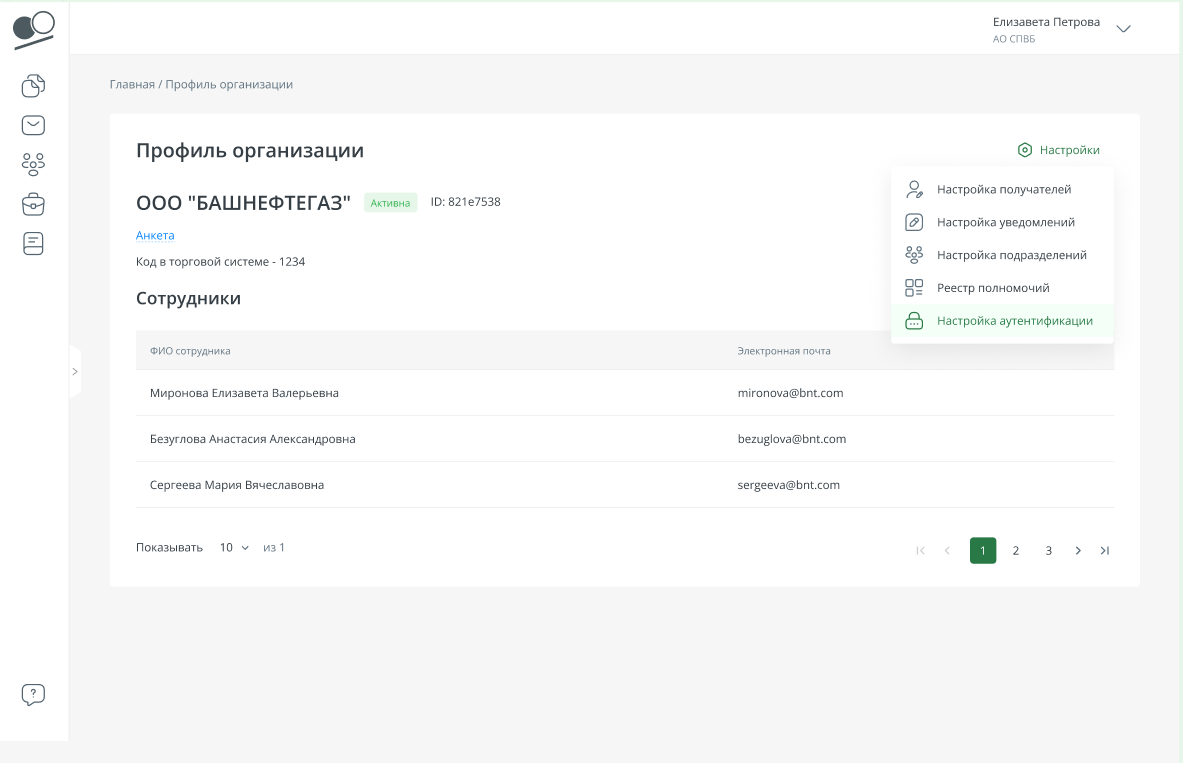 Елизавета Петрова
АО СПВБ
Главная / Профиль организации
Профиль организации
Настройки
ООО "БАШНЕФТЕГАЗ" Активна ID: 821e7538
Анкета
Код в торговой системе - 1234
Настройка получателей
Настройка уведомлений
Настройка подразделений
Реестр полномочий
Настройка аутентификации
Сотрудники
ФИО сотрудника Электронная почта
Миронова Елизавета Валерьевна mironova@bnt.com
Безуглова Анастасия Александровна bezuglova@bnt.com
Сергеева Мария Вячеславовна sergeeva@bnt.com
Показывать 10 из 1
1 2 3
?